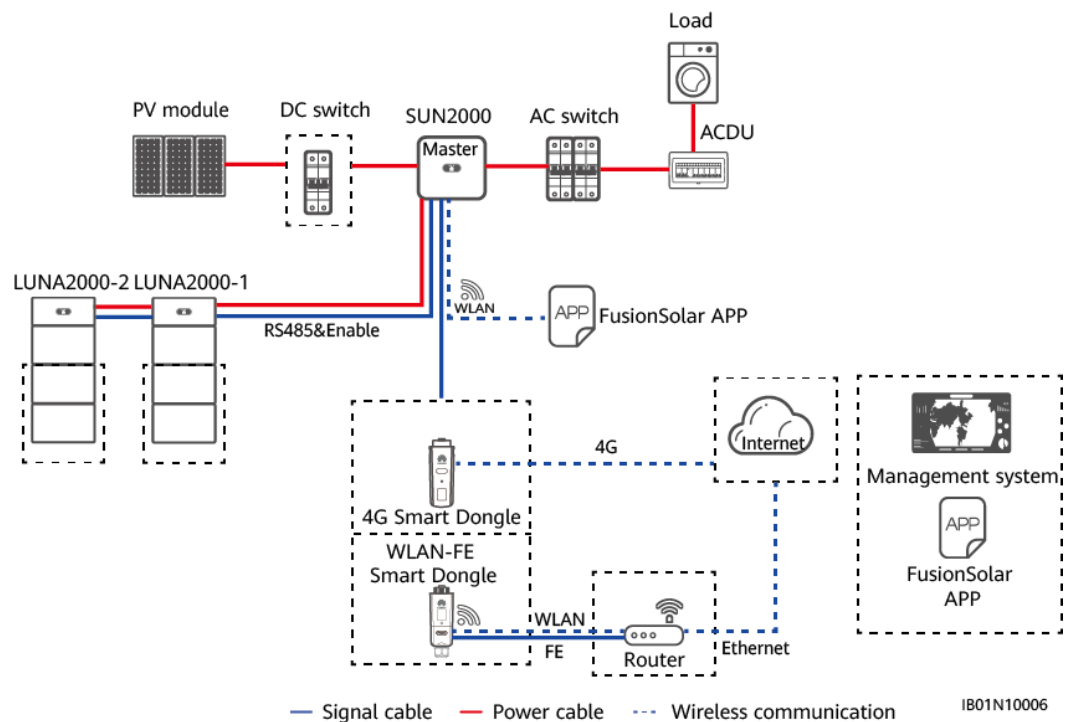 Load
PV module
DC switch
SUN2000
AC switch
ACDU
Master
LUNA2000-2
LUNA2000-1
RS485&Enable
WLAN
APP
FusionSolar APP
4G
Internet
4G Smart Dongle
Management system
APP
FusionSolar
APP
WLAN-FE
Smart Dongle
WLAN
FE
Router
Ethernet
Signal cable
Power cable
Wireless communication
IB01N10006